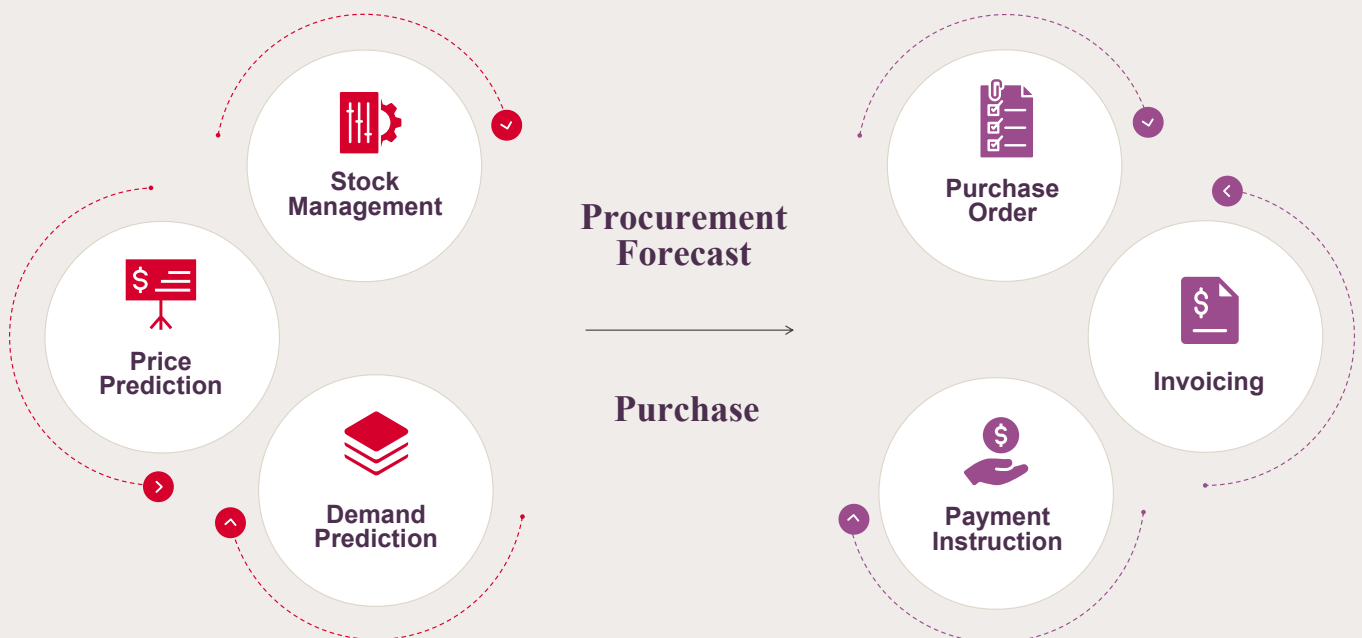 Stock
Management
Price
Prediction
Demand
Prediction
Procurement
Forecast
Purchase
Purchase
Order
Invoicing
Payment
Instruction